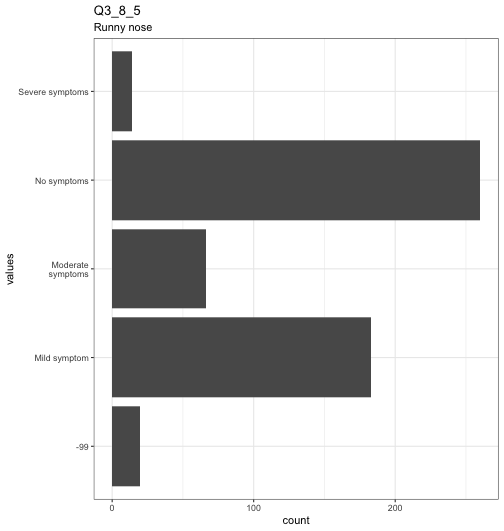 Q3_8_5
Runny nose
Severe symptoms
No symptoms
Moderate
symptoms
Mild symptom
-99
values
0
100
200
count